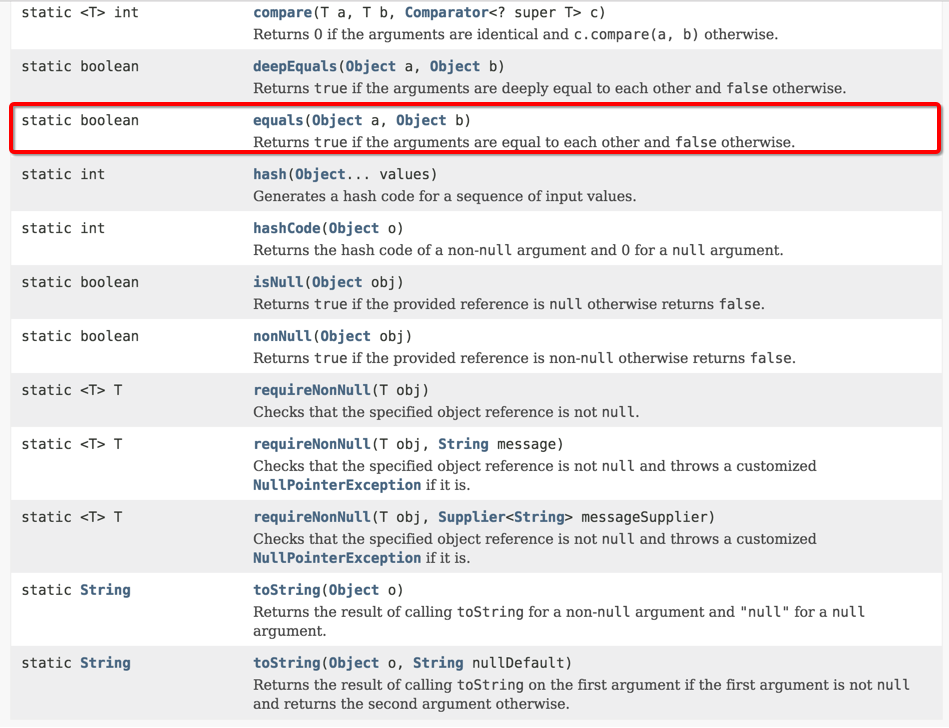 static <T> int compare(T a, T b, Comparator<? super T> c)
Returns 0 if the arguments are identical and c.compare(a, b) otherwise.
static boolean deepEquals(Object a, Object b)
Returns true if the arguments are deeply equal to each other and false otherwise.
static boolean equals(Object a, Object b)
Returns true if the arguments are equal to each other and false otherwise.
static int hash(Object... values)
Generates a hash code for a sequence of input values.
static int hashCode(Object o)
Returns the hash code of a non-null argument and 0 for a null argument.
static boolean isNull(Object obj)
Returns true if the provided reference is null otherwise returns false.
static boolean nonNull(Object obj)
Returns true if the provided reference is non-null otherwise returns false.
static <T> T requireNonNull(T obj)
Checks that the specified object reference is not null.
static <T> T requireNonNull(T obj, String message)
Checks that the specified object reference is not null and throws a customized
NullPointerException if it is.
static <T> T requireNonNull(T obj, Supplier<String> messageSupplier)
Checks that the specified object reference is not null and throws a customized
NullPointerException if it is.
static String toString(Object o)
Returns the result of calling toString for a non-null argument and "null" for a null
argument.
static String toString(Object o, String nullDefault)
Returns the result of calling toString on the first argument if the first argument is not null
and returns the second argument otherwise.